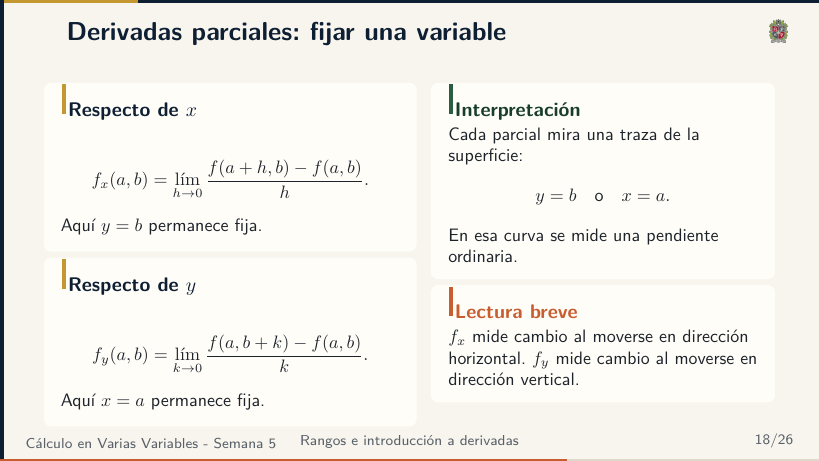 Derivadas parciales: fijar una variable
Respecto de x
f_x(a, b) = lím_{h→0} \frac{f(a + h, b) − f(a, b)}{h}.
Aquí y = b permanece fija.
Respecto de y
f_y(a, b) = lím_{k→0} \frac{f(a, b + k) − f(a, b)}{k}.
Aquí x = a permanece fija.
Interpretación
Cada parcial mira una traza de la
superficie:
y = b o x = a.
En esa curva se mide una pendiente
ordinaria.
Lectura breve
f_x mide cambio al moverse en dirección
horizontal. f_y mide cambio al moverse en
dirección vertical.
Cálculo en Varias Variables - Semana 5 Rangos e introducción a derivadas 18/26